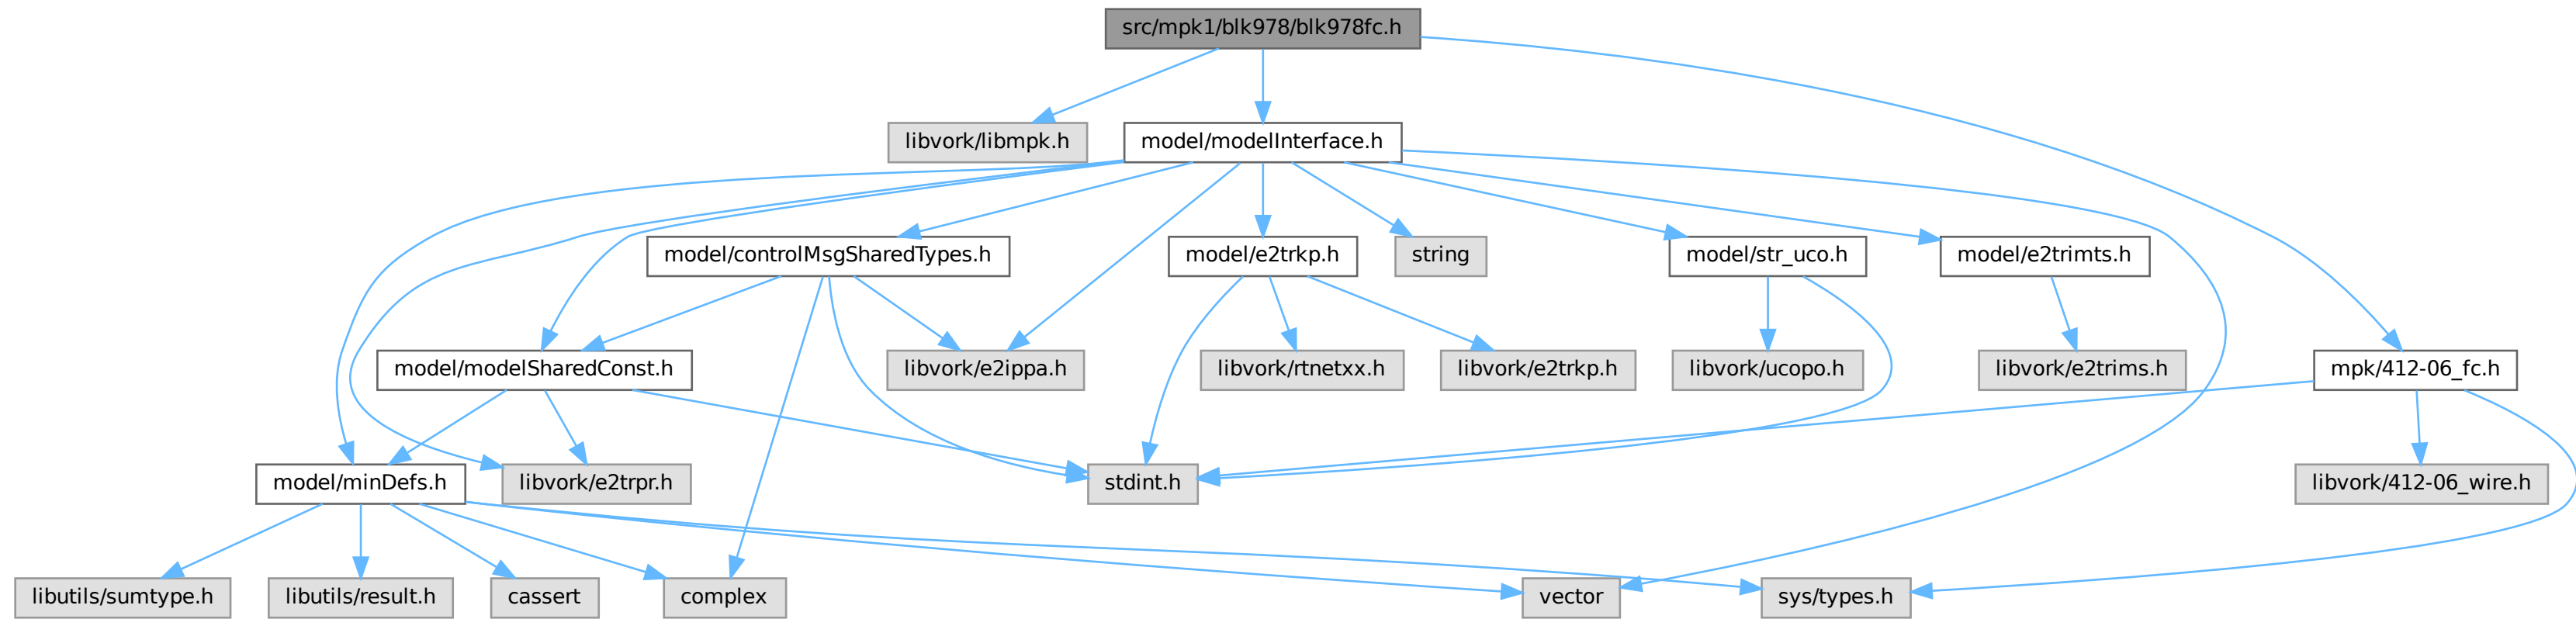 src/mpk1/blk978/blk978fc.h
libvork/libmpk.h
model/modelInterface.h
model/controlMsgSharedTypes.h
model/e2trkp.h
string
model/str_uco.h
model/e2trimts.h
model/modelSharedConst.h
libvork/e2ippa.h
libvork/rtnetxx.h
libvork/e2trkp.h
libvork/ucopo.h
libvork/e2trims.h
mpk/412-06_fc.h
model/minDefs.h
libvork/e2trpr.h
stdint.h
libvork/412-06_wire.h
libutils/sumtype.h
libutils/result.h
cassert
complex
vector
sys/types.h